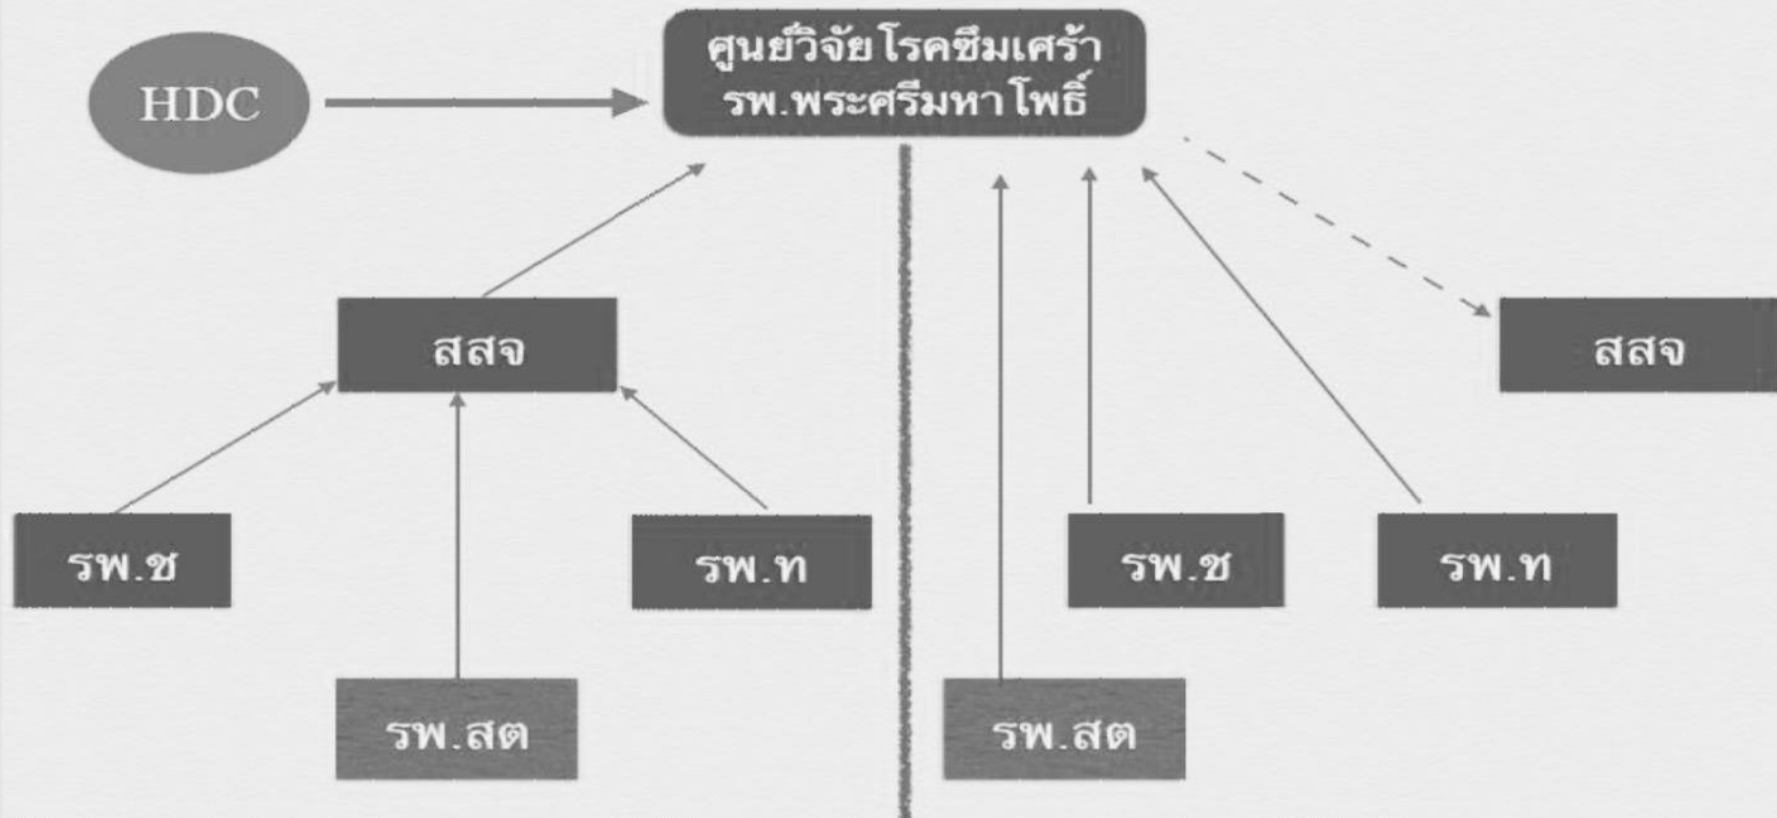 ศูนย์วิจัยโรคซึมเศร้า
รพ.พระศรีมหาโพธิ์
HDC
สสจ
สสจ
รพ.ช
รพ.ท
รพ.ช
รพ.ท
รพ.สต
รพ.สต